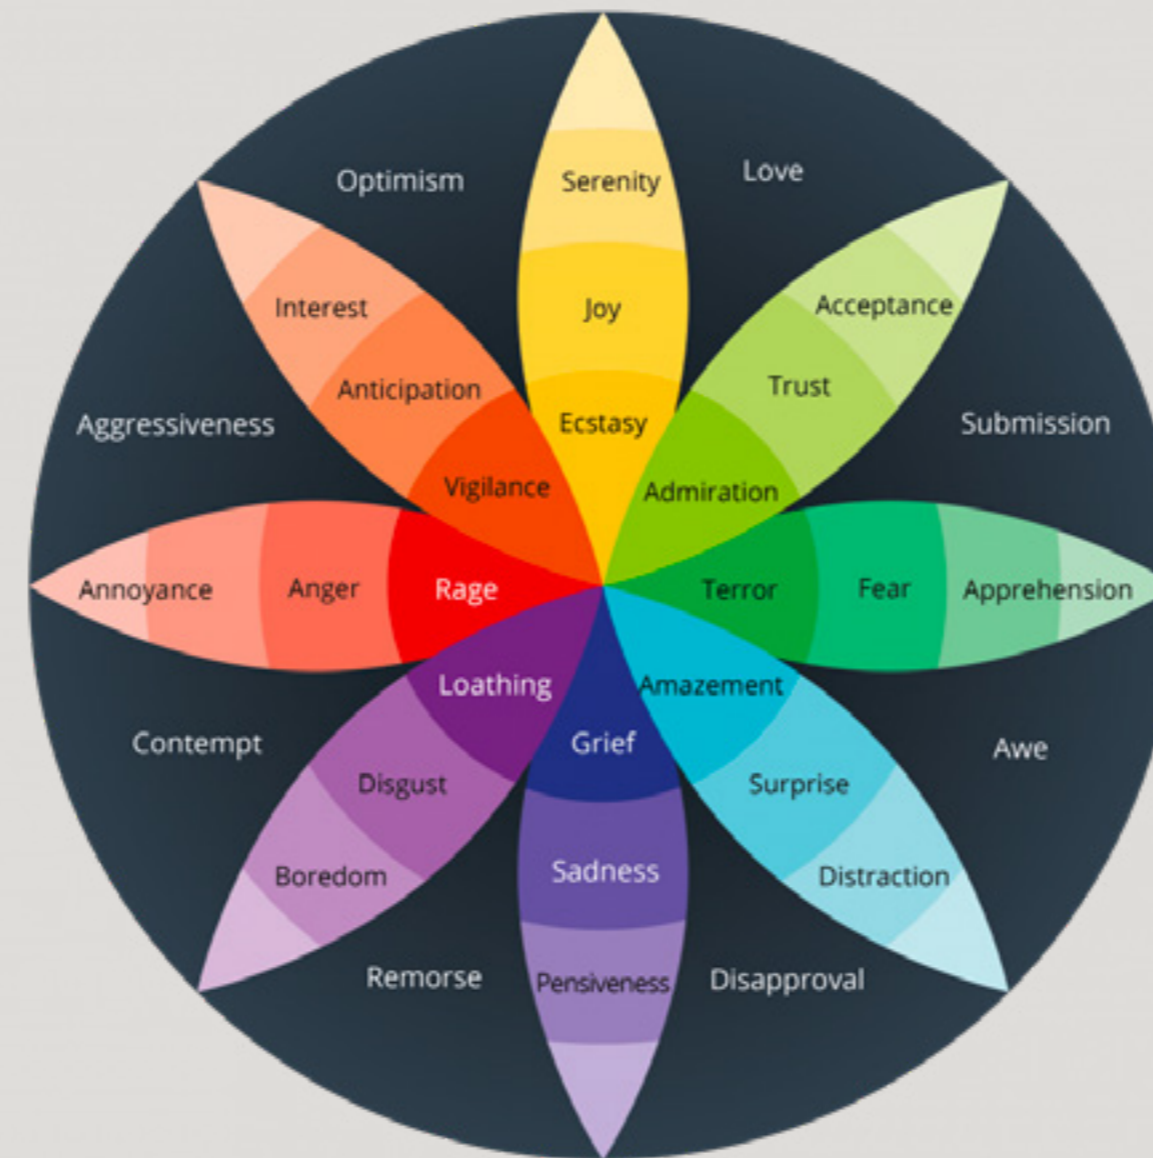 Love
Optimism
Serenity
Acceptance
Interest
Joy
Trust
Anticipation
Aggressiveness
Ecstasy
Submission
Vigilance
Admiration
Annoyance
Anger
Rage
Terror
Fear
Apprehension
Loathing
Amazement
Contempt
Grief
Awe
Disgust
Surprise
Sadness
Boredom
Distraction
Remorse
Pensiveness
Disapproval